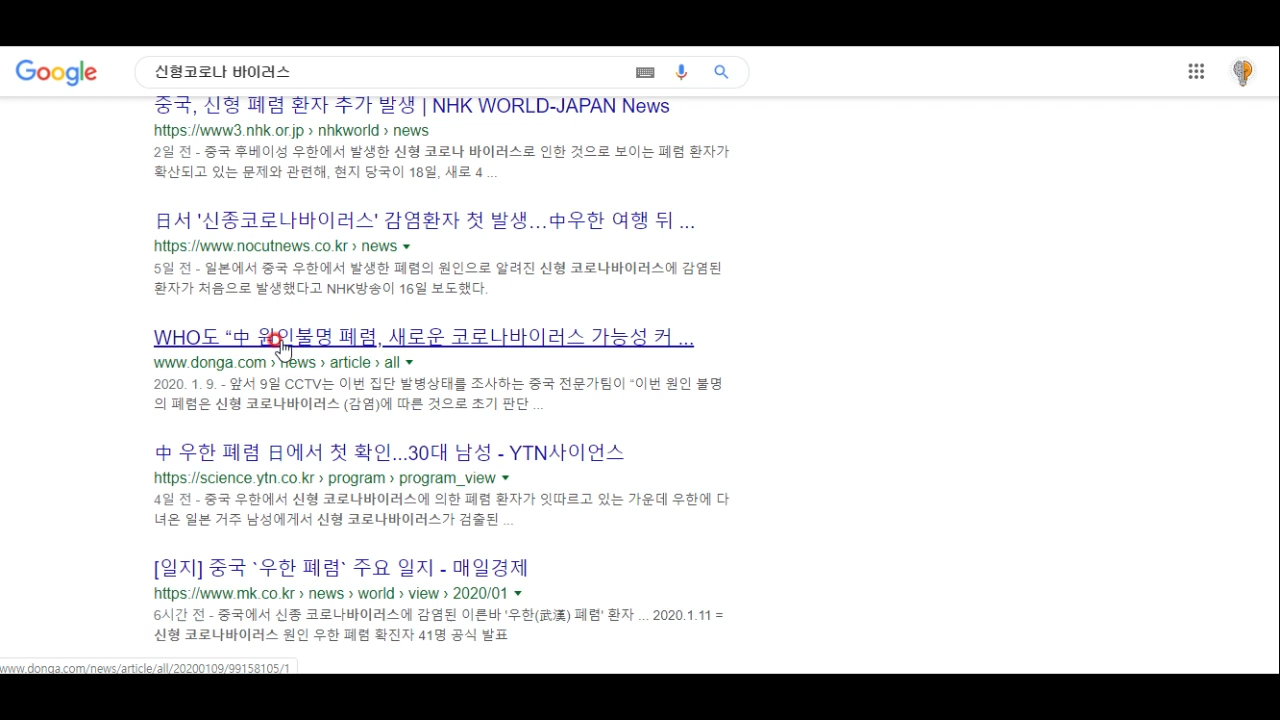 Google
신형코로나 바이러스
중국, 신형 폐렴 환자 추가 발생 | NHK WORLD-JAPAN News
https://www3.nhk.or.jp › nhkworld › news
2일 전 - 중국 후베이성 우한에서 발생한 신형 코로나 바이러스로 인한 것으로 보이는 폐렴 환자가
확산되고 있는 문제와 관련해, 현지 당국이 18일, 새로 4 ...
日서 '신종코로나바이러스' 감염환자 첫 발생…中우한 여행 뒤 ...
https://www.nocutnews.co.kr › news
5일 전 - 일본에서 중국 우한에서 발생한 폐렴의 원인으로 알려진 신형 코로나바이러스에 감염된
환자가 처음으로 발생했다고 NHK방송이 16일 보도했다.
WHO도 “中 원인불명 폐렴, 새로운 코로나바이러스 가능성 커 ...
www.donga.com › news › article › all
2020. 1. 9. - 앞서 9일 CCTV는 이번 집단 발병상태를 조사하는 중국 전문가팀이 “이번 원인 불명
의 폐렴은 신형 코로나바이러스 (감염)에 따른 것으로 초기 판단 ...
中 우한 폐렴 日에서 첫 확인...30대 남성 - YTN사이언스
https://science.ytn.co.kr › program › program_view
4일 전 - 중국 우한에서 신형 코로나바이러스에 의한 폐렴 환자가 잇따르고 있는 가운데 우한에 다
녀온 일본 거주 남성에게서 신형 코로나바이러스가 검출된 ...
[일지] 중국 `우한 폐렴` 주요 일지 - 매일경제
https://www.mk.co.kr › news › world › view › 2020/01
6시간 전 - 중국에서 신종 코로나바이러스에 감염된 이른바 '우한(武漢) 폐렴' 환자 ... 2020.1.11 =
신형 코로나바이러스 원인 우한 폐렴 확진자 41명 공식 발표
www.donga.com/news/article/all/20200109/99158105/1